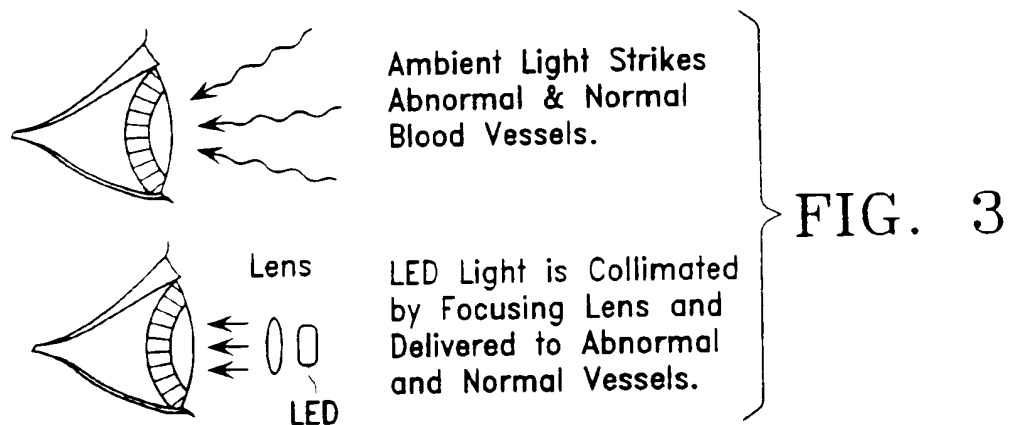 Ambient Light Strikes
Abnormal & Normal
Blood Vessels.
FIG. 3
Lens
LED Light is Collimated
by Focusing Lens and
Delivered to Abnormal
and Normal Vessels.
LED